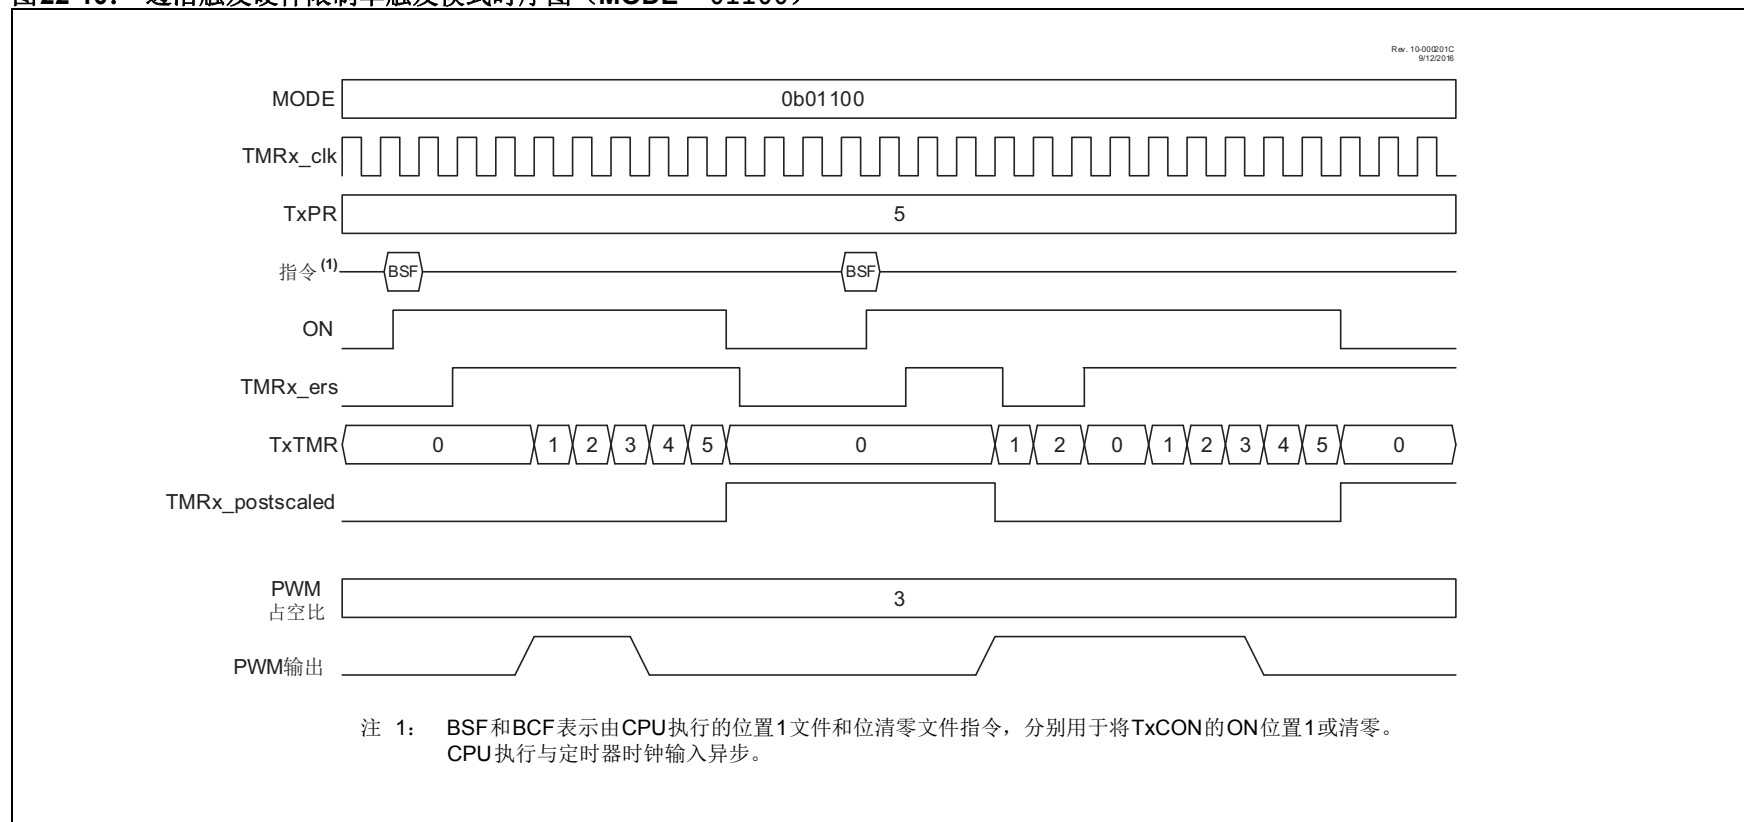 Rev. 10-000201C
9/12/2016
MODE 0b01100
TMRx_clk
TxPR 5
指令(1) BSF BSF
ON
TMRx_ers
TxTMR 0 1 2 3 4 5 0 1 2 0 1 2 3 4 5 0
TMRx_postscaled
PWM
占空比 3
PWM输出
注 1: BSF和BCF表示由CPU执行的位置1文件和位清零文件指令，分别用于将TxCON的ON位置1或清零。
CPU执行与定时器时钟输入异步。